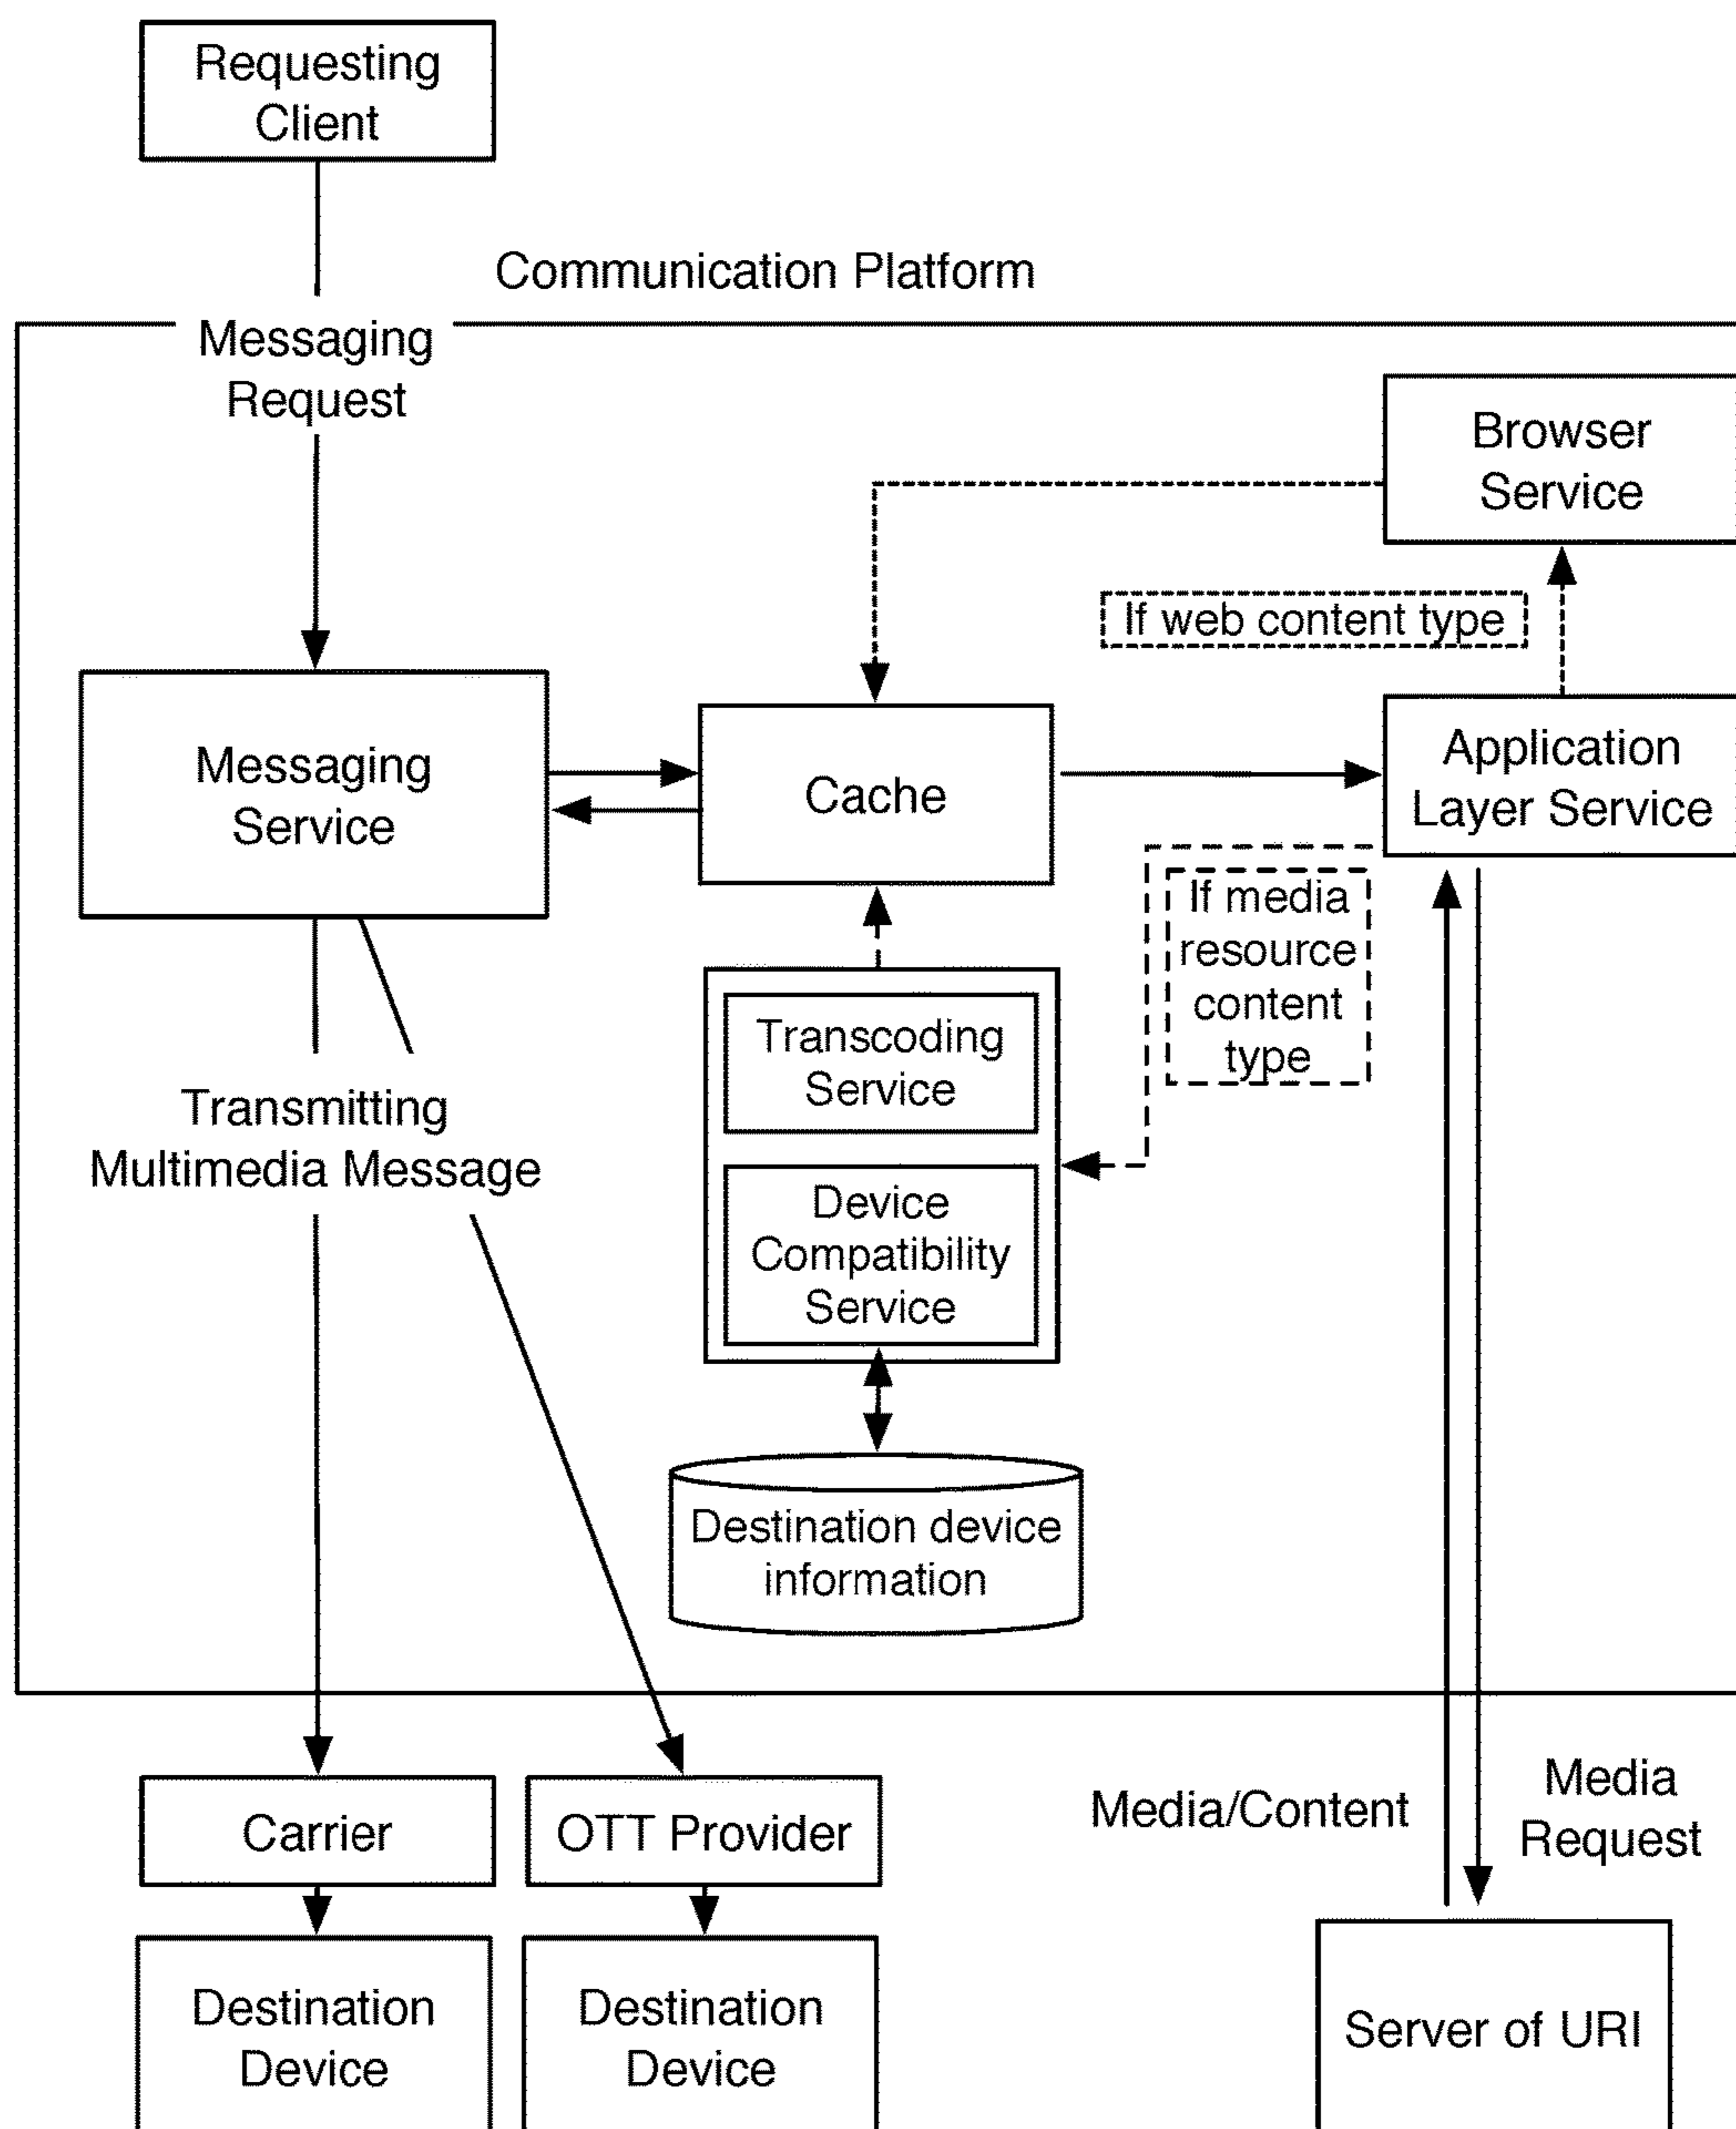 Requesting
Client
Communication Platform
Messaging
Request
Browser
Service
If web content type
Messaging
Service
Cache
Application
Layer Service
If media
resource
content
type
Transcoding
Service
Transmitting
Multimedia Message
Device
Compatibility
Service
Destination device
information
Carrier
OTT Provider
Media/Content
Media
Request
Destination
Device
Destination
Device
Server of URI